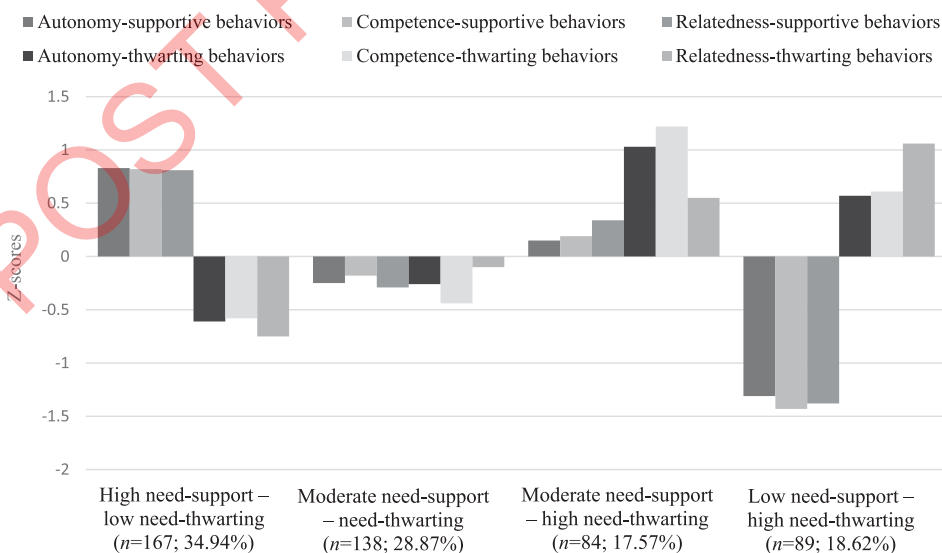 Autonomy-supportive behaviors
Competence-supportive behaviors
Relatedness-supportive behaviors
Autonomy-thwarting behaviors
Competence-thwarting behaviors
Relatedness-thwarting behaviors
POST
1.5
1
0.5
0
-0.5
-1
-1.5
-2
Z-scores
High need-support –
low need-thwarting
(n=167; 34.94%)
Moderate need-support
– need-thwarting
(n=138; 28.87%)
Moderate need-support
– high need-thwarting
(n=84; 17.57%)
Low need-support –
high need-thwarting
(n=89; 18.62%)